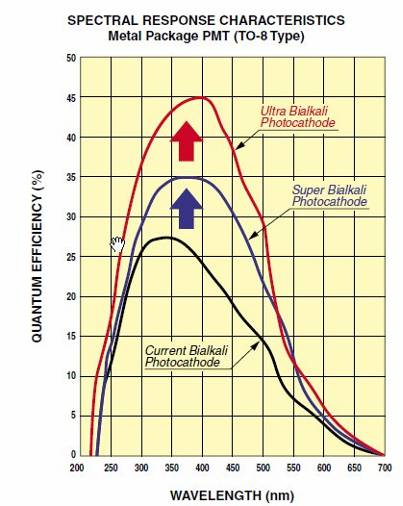 SPECTRAL RESPONSE CHARACTERISTICS
Metal Package PMT (TO-8 Type)
QUANTUM EFFICIENCY (%)
50
45
40
35
30
25
20
15
10
5
0
Ultra Bialkali
Photocathode
Super Bialkali
Photocathode
Current Bialkali
Photocathode
200 250 300 350 400 450 500 550 600 650 700
WAVELENGTH (nm)